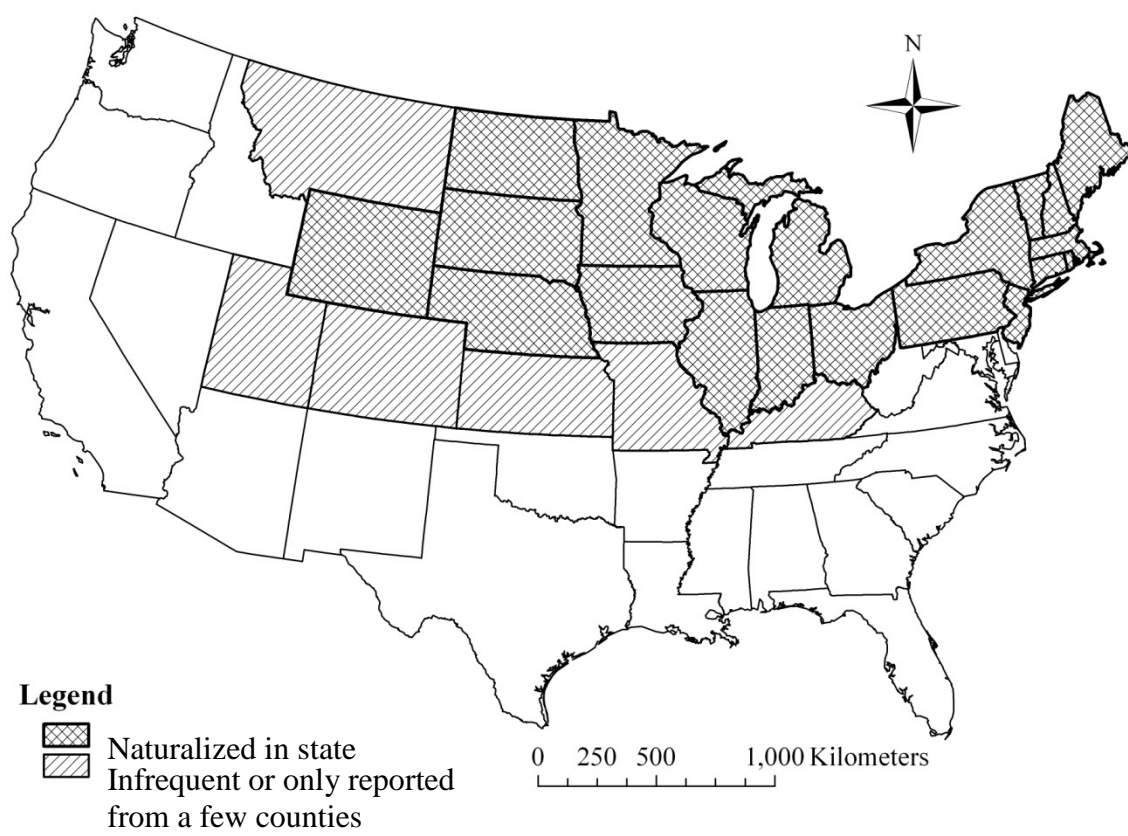 N
Legend
Naturalized in state
Infrequent or only reported
from a few counties
0 250 500 1,000 Kilometers